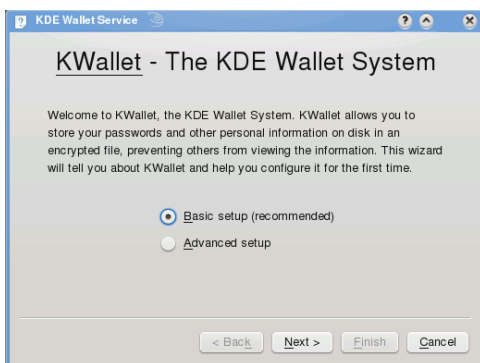 KDE Wallet Service
KWallet - The KDE Wallet System
Welcome to KWallet, the KDE Wallet System. KWallet allows you to
store your passwords and other personal information on disk in an
encrypted file, preventing others from viewing the information. This wizard
will tell you about KWallet and help you configure it for the first time.
Basic setup (recommended)
Advanced setup
< Back Next > Finish Cancel